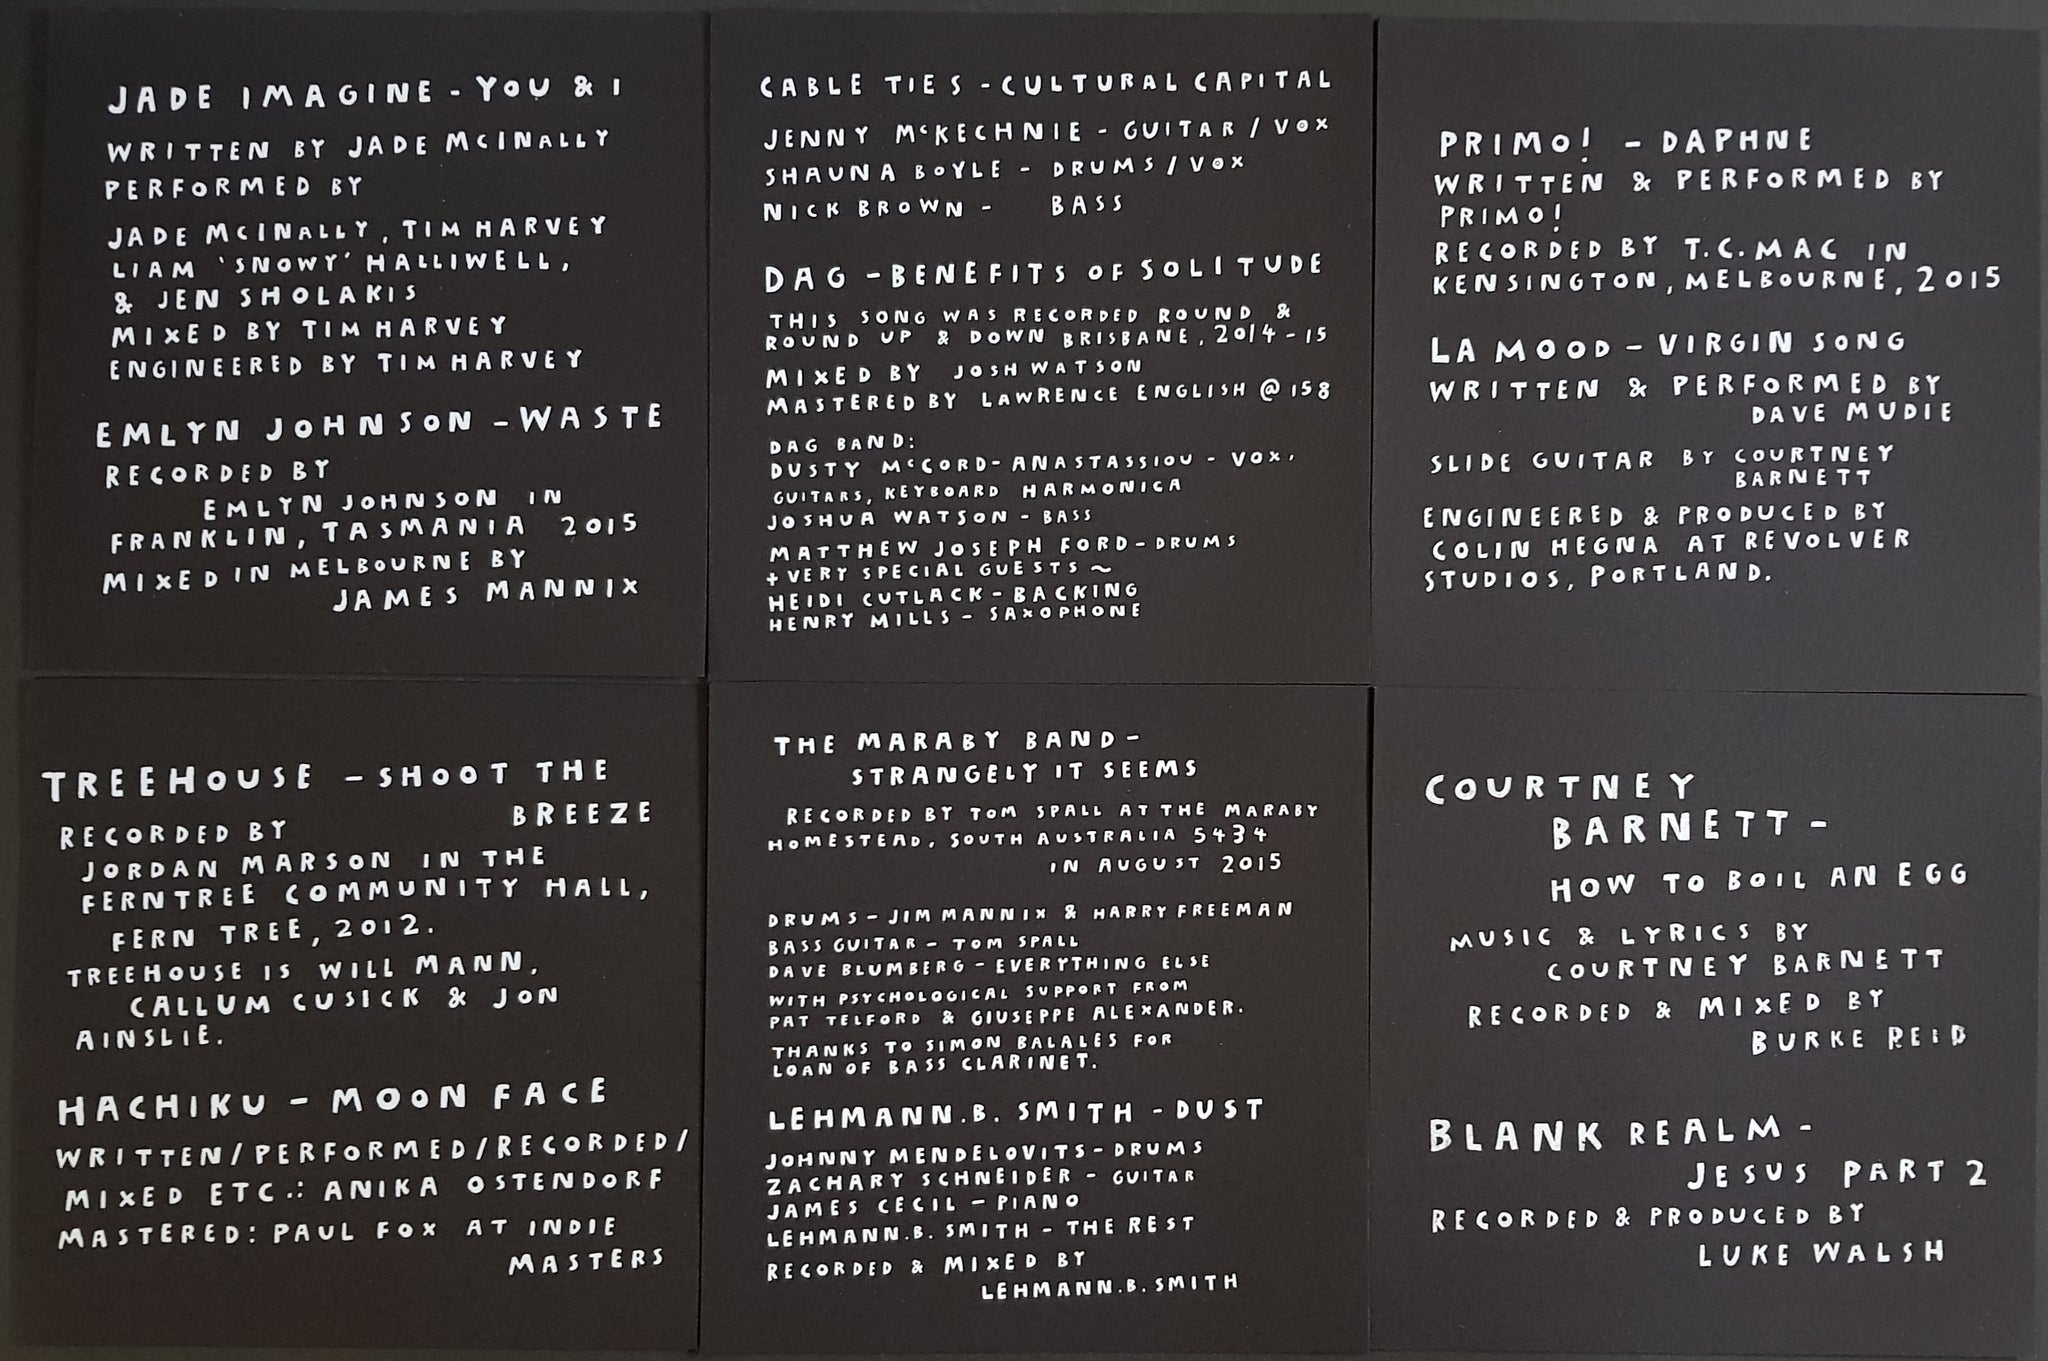 JADE IMAGINE - YOU & I
WRITTEN BY JADE McINALLY
PERFORMED BY
JADE McINALLY, TIM HARVEY
LIAM 'SNOWY' HALLIWELL,
& JEN SHOLAKIS
MIXED BY TIM HARVEY
ENGINEERED BY TIM HARVEY
EMLYN JOHNSON - WASTE
RECORDED BY
EMLYN JOHNSON IN
FRANKLIN, TASMANIA 2015
MIXED IN MELBOURNE BY
JAMES MANNIX
CABLE TIES - CULTURAL CAPITAL
JENNY McKECHNIE - GUITAR / VOX
SHAUNA BOYLE - DRUMS / VOX
NICK BROWN - BASS
DAG - BENEFITS OF SOLITUDE
THIS SONG WAS RECORDED ROUND &
ROUND UP & DOWN BRISBANE, 2014-15
MIXED BY JOSH WATSON
MASTERED BY LAWRENCE ENGLISH @ 158
DAG BAND:
DUSTY McCORD-ANASTASSIOU - VOX,
GUITARS, KEYBOARD HARMONICA
JOSHUA WATSON - BASS
MATTHEW JOSEPH FORD - DRUMS
+ VERY SPECIAL GUESTS ~
HEIDI CUTLACK - BACKING
HENRY MILLS - SAXOPHONE
PRIMO! - DAPHNE
WRITTEN & PERFORMED BY
PRIMO!
RECORDED BY T.C. MAC IN
KENSINGTON, MELBOURNE, 2015
LA MOOD - VIRGIN SONG
WRITTEN & PERFORMED BY
DAVE MUDIE
SLIDE GUITAR BY COURTNEY
BARNETT
ENGINEERED & PRODUCED BY
COLIN HEGNA AT REVOLVER
STUDIOS, PORTLAND.
TREEHOUSE - SHOOT THE
BREEZE
RECORDED BY
JORDAN MARSON IN THE
FERNTREE COMMUNITY HALL,
FERN TREE, 2012.
TREEHOUSE IS WILL MANN,
CALLUM CUSICK & JON
AINSLIE.
HACHIKU - MOON FACE
WRITTEN/PERFORMED/RECORDED/
MIXED ETC.: ANIKA OSTENDORF
MASTERED: PAUL FOX AT INDIE
MASTERS
THE MARABY BAND -
STRANGELY IT SEEMS
RECORDED BY TOM SPALL AT THE MARABY
HOMESTEAD, SOUTH AUSTRALIA 5434
IN AUGUST 2015
DRUMS - JIM MANNIX & HARRY FREEMAN
BASS GUITAR - TOM SPALL
DAVE BLUMBERG - EVERYTHING ELSE
WITH PSYCHOLOGICAL SUPPORT FROM
PAT TELFORD & GIUSEPPE ALEXANDER.
THANKS TO SIMON BALALES FOR
LOAN OF BASS CLARINET.
LEHMANN.B. SMITH - DUST
JOHNNY MENDELOVITS - DRUMS
ZACHARY SCHNEIDER - GUITAR
JAMES CECIL - PIANO
LEHMANN.B. SMITH - THE REST
RECORDED & MIXED BY
LEHMANN.B. SMITH
COURTNEY
BARNETT -
HOW TO BOIL AN EGG
MUSIC & LYRICS BY
COURTNEY BARNETT
RECORDED & MIXED BY
BURKE REID
BLANK REALM -
JESUS PART 2
RECORDED & PRODUCED BY
LUKE WALSH